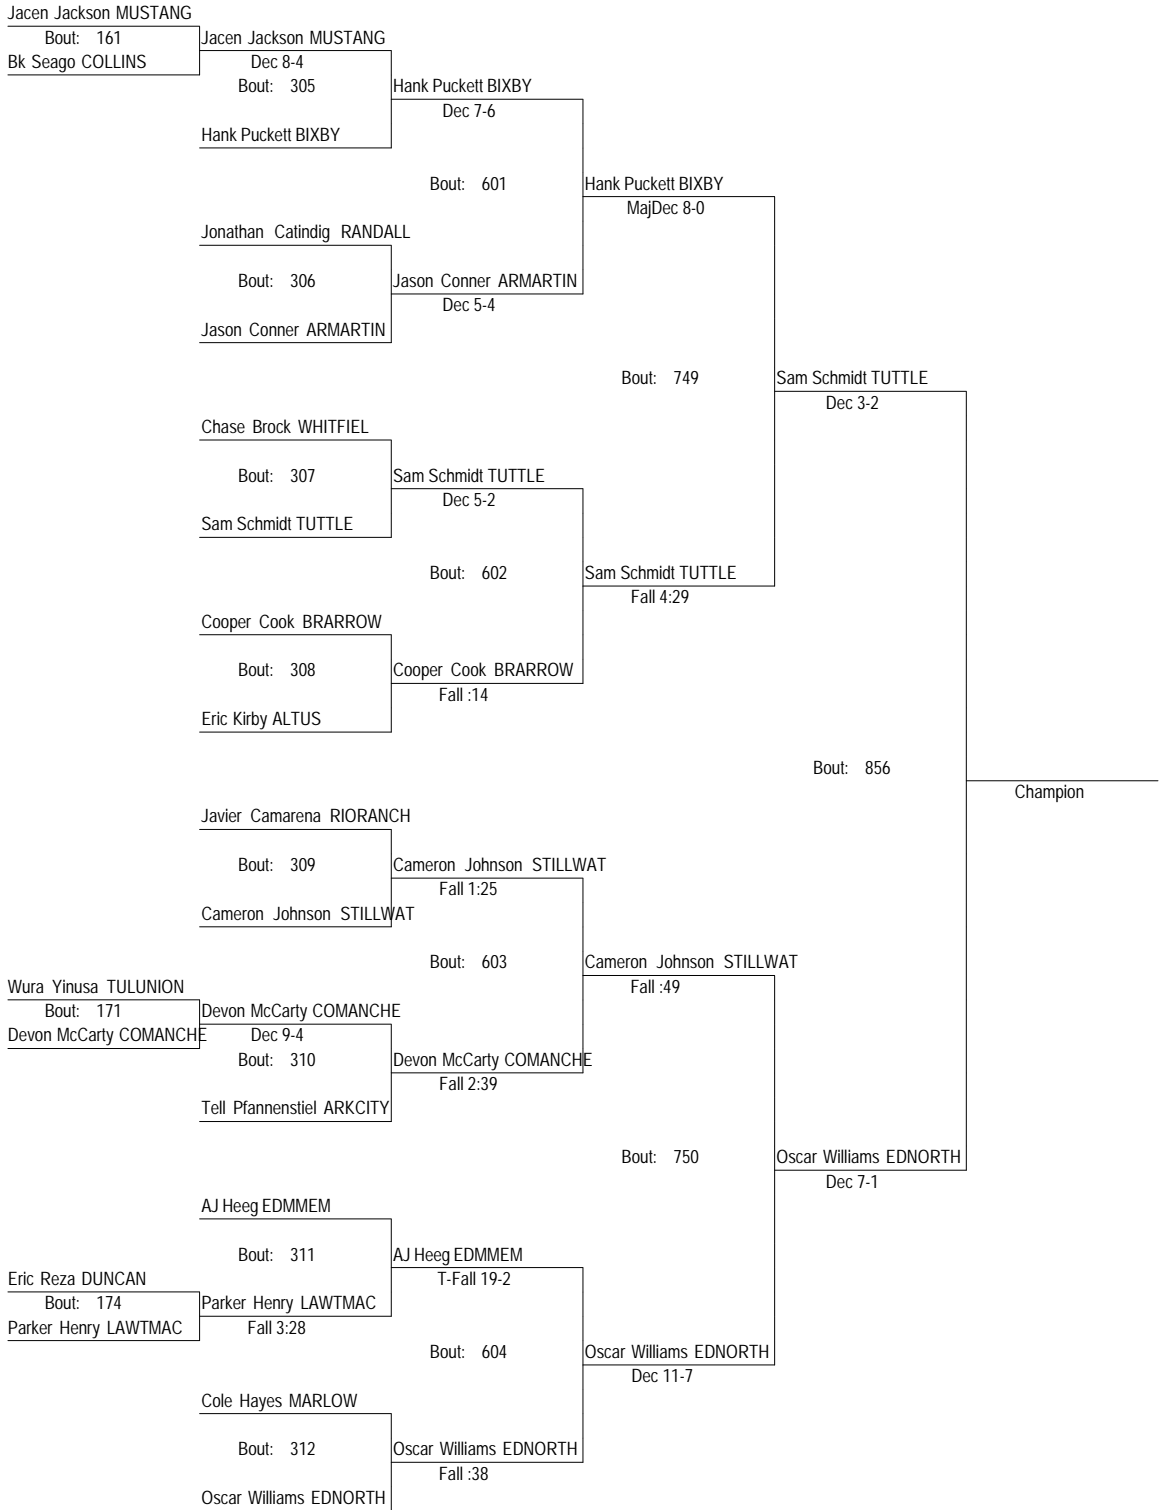 Jacen Jackson MUSTANG
Bout: 161
Jacen Jackson MUSTANG
Bk Seago COLLINS
Dec 8-4
Bout: 305
Hank Puckett BIXBY
Dec 7-6
Hank Puckett BIXBY
Bout: 601
Hank Puckett BIXBY
MajDec 8-0
Jonathan Catindig RANDALL
Bout: 306
Jason Conner ARMARTIN
Dec 5-4
Jason Conner ARMARTIN
Bout: 749
Sam Schmidt TUTTLE
Dec 3-2
Chase Brock WHITFIEL
Bout: 307
Sam Schmidt TUTTLE
Dec 5-2
Sam Schmidt TUTTLE
Bout: 602
Sam Schmidt TUTTLE
Fall 4:29
Cooper Cook BRARROW
Bout: 308
Cooper Cook BRARROW
Fall :14
Eric Kirby ALTUS
Bout: 856
Champion
Javier Camarena RIORANCH
Bout: 309
Cameron Johnson STILLWAT
Fall 1:25
Cameron Johnson STILLWAT
Bout: 603
Cameron Johnson STILLWAT
Fall :49
Wura Yinusa TULUNION
Bout: 171
Devon McCarty COMANCHE
Devon McCarty COMANCHE
Dec 9-4
Bout: 310
Devon McCarty COMANCHE
Fall 2:39
Tell Pfannenstiel ARKCITY
Bout: 750
Oscar Williams EDNORTH
Dec 7-1
AJ Heeg EDMMEM
Bout: 311
AJ Heeg EDMMEM
T-Fall 19-2
Eric Reza DUNCAN
Bout: 174
Parker Henry LAWTMAC
Parker Henry LAWTMAC
Fall 3:28
Bout: 604
Oscar Williams EDNORTH
Dec 11-7
Cole Hayes MARLOW
Bout: 312
Oscar Williams EDNORTH
Fall :38
Oscar Williams EDNORTH